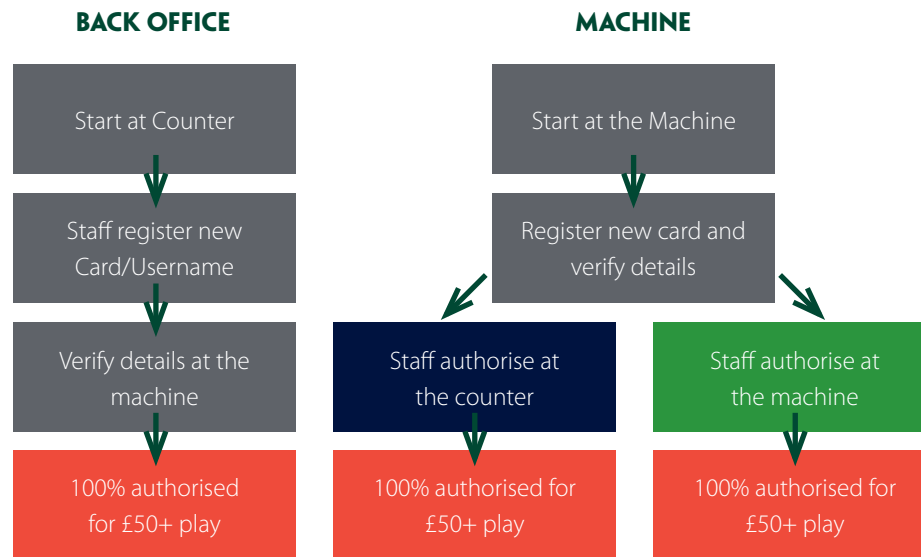 BACK OFFICE
Start at Counter
Staff register new
Card/Username
Verify details at the
machine
100% authorised
for £50+ play
MACHINE
Start at the Machine
Register new card and
verify details
Staff authorise at
the counter
100% authorised for
£50+ play
Staff authorise at
the machine
100% authorised for
£50+ play